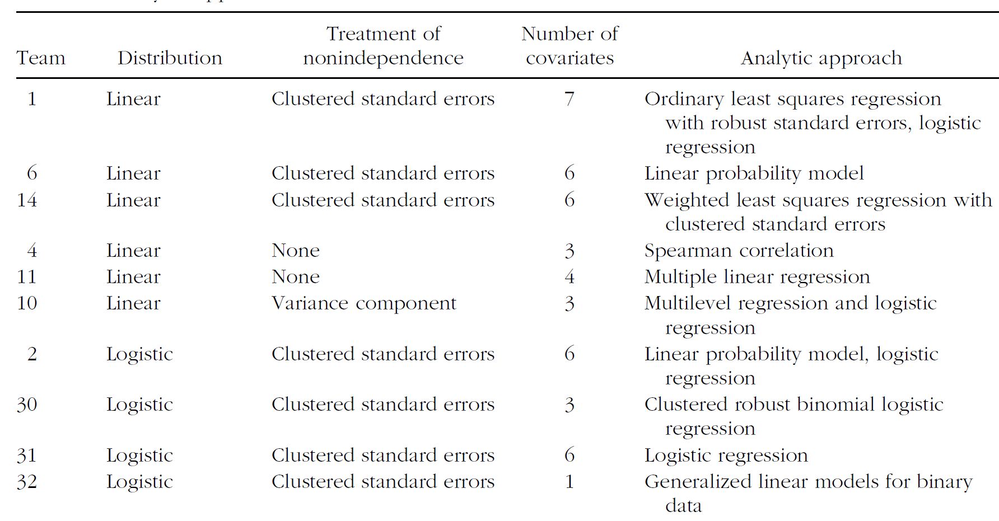 Treatment of Number of
Team Distribution nonindependence covariates Analytic approach
1 Linear Clustered standard errors 7 Ordinary least squares regression
with robust standard errors, logistic
regression
6 Linear Clustered standard errors 6 Linear probability model
14 Linear Clustered standard errors 6 Weighted least squares regression with
clustered standard errors
4 Linear None 3 Spearman correlation
11 Linear None 4 Multiple linear regression
10 Linear Variance component 3 Multilevel regression and logistic
regression
2 Logistic Clustered standard errors 6 Linear probability model, logistic
regression
30 Logistic Clustered standard errors 3 Clustered robust binomial logistic
regression
31 Logistic Clustered standard errors 6 Logistic regression
32 Logistic Clustered standard errors 1 Generalized linear models for binary
data